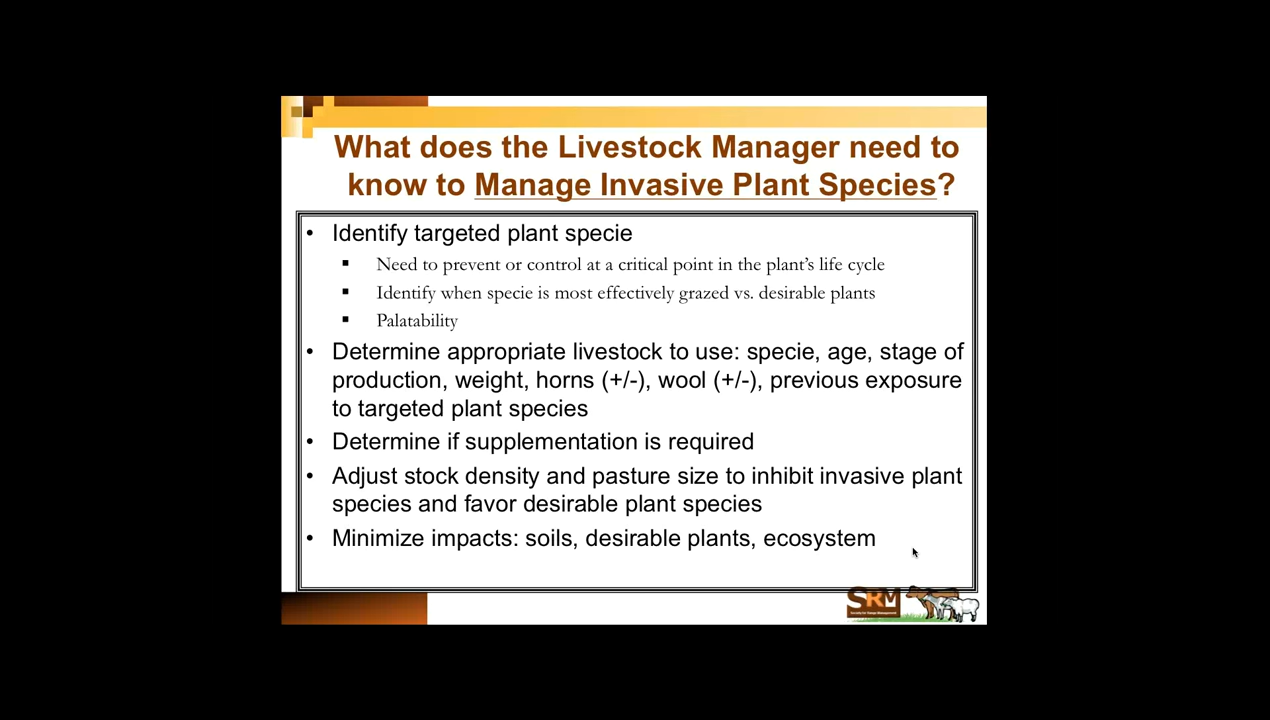 What does the Livestock Manager need to
know to Manage Invasive Plant Species?
• Identify targeted plant specie
▪ Need to prevent or control at a critical point in the plant's life cycle
▪ Identify when specie is most effectively grazed vs. desirable plants
▪ Palatability
• Determine appropriate livestock to use: specie, age, stage of
production, weight, horns (+/-), wool (+/-), previous exposure
to targeted plant species
• Determine if supplementation is required
• Adjust stock density and pasture size to inhibit invasive plant
species and favor desirable plant species
• Minimize impacts: soils, desirable plants, ecosystem
SRM
Society for Range Management